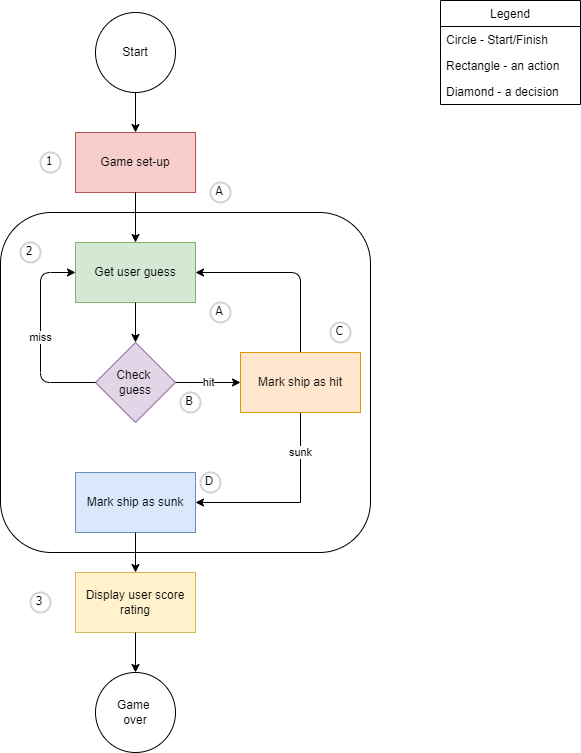 Start
Legend
Circle - Start/Finish
Rectangle - an action
Diamond - a decision
1
Game set-up
A
2
Get user guess
A
C
miss
Check
guess
hit
B
Mark ship as hit
sunk
D
Mark ship as sunk
3
Display user score
rating
Game
over